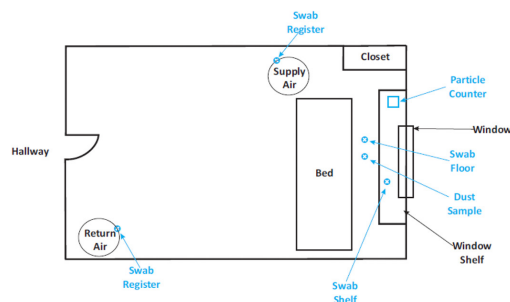 Swab
Register
Closet
Supply
Air
Particle
Counter
Window
Hallway
Swab
Floor
Bed
Dust
Sample
Return
Air
Window
Shelf
Swab
Register
Swab
Shelf